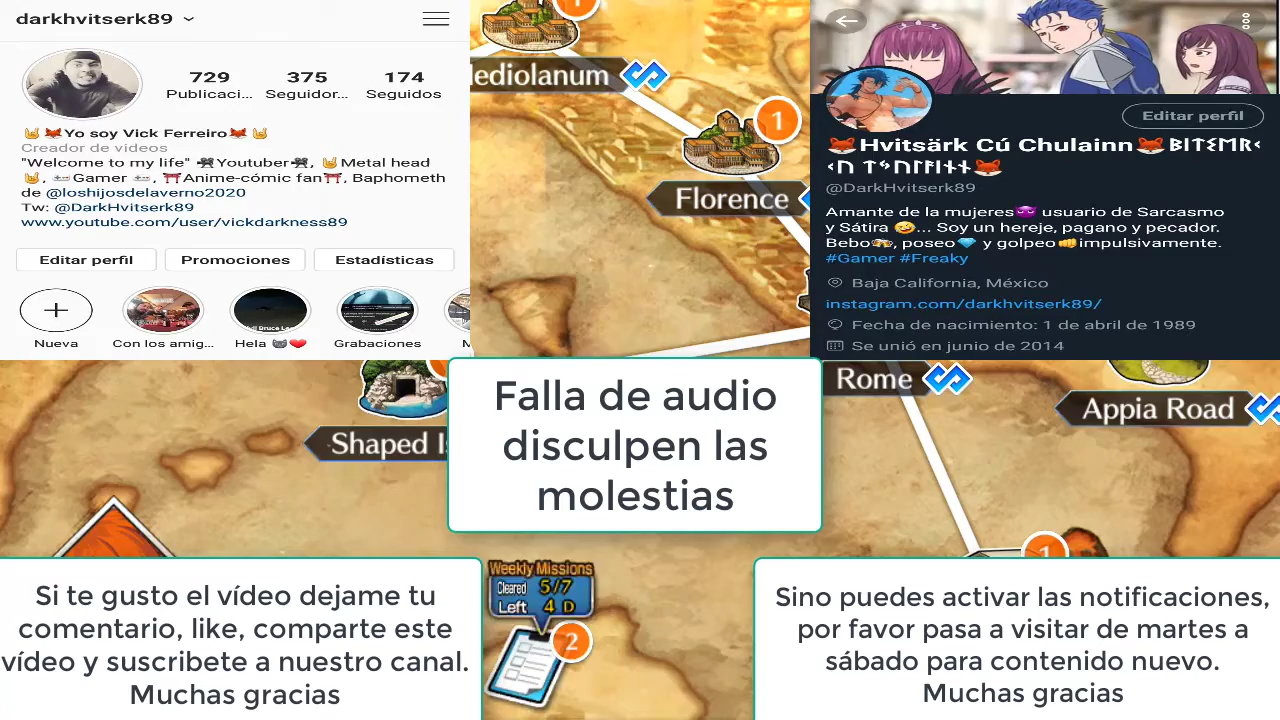 darkhvitserk89
729
375
174
Publicaci...
Seguidor...
Seguidos
🤘🦊Yo soy Vick Ferreiro🦊 🤘
Creador de videos
"Welcome to my life" 🎥Youtuber🎥, 🤘Metal head
🤘, 🎮Gamer 🎮, ⛩Anime-cómic fan⛩, Baphometh
de @loshijosdelaverno2020
Tw: @DarkHvitserk89
www.youtube.com/user/vickdarkness89
Editar perfil
Promociones
Estadísticas
Nueva
Con los amig...
Hela 🐱❤
Grabaciones
ediolanum
1
Florence
Editar perfil
🦊Hvitsärk Cú Chulainn🦊
@DarkHvitserk89
Amante de la mujeres😈 usuario de Sarcasmo
y Sátira 🤣... Soy un hereje, pagano y pecador.
Bebo🍻, poseo💎 y golpeo👊impulsivamente.
#Gamer #Freaky
Baja California, México
instagram.com/darkhvitserk89/
Fecha de nacimiento: 1 de abril de 1989
Se unió en junio de 2014
Shaped
Rome
Appia Road
1
Falla de audio
disculpen las
molestias
Weekly Missions
Cleared 5/7
Left 4 D
2
Si te gusto el vídeo dejame tu
comentario, like, comparte este
vídeo y suscribete a nuestro canal.
Muchas gracias
Sino puedes activar las notificaciones,
por favor pasa a visitar de martes a
sábado para contenido nuevo.
Muchas gracias